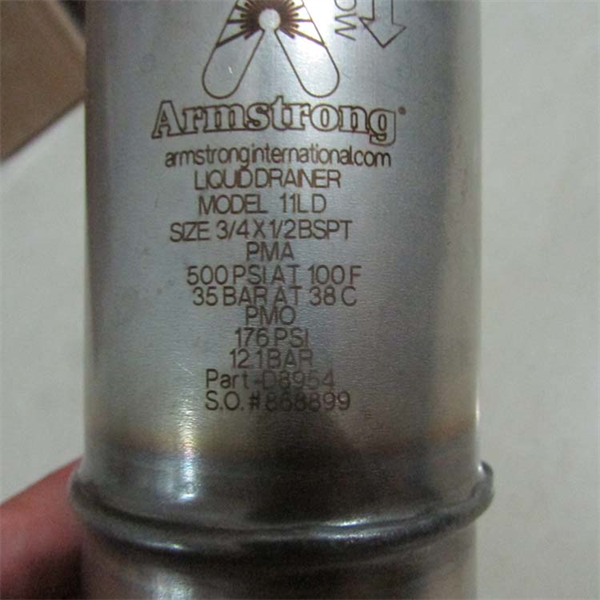 OW
Armstrong®
armstronginternational.com
LIQUID DRAINER
MODEL 11LD
SIZE 3/4 X 1/2 BSPT
PMA
500 PSI AT 100 F
35 BAR AT 38 C
PMO
176 PSI
12.1 BAR
Part -D8954
S.O. # 868899